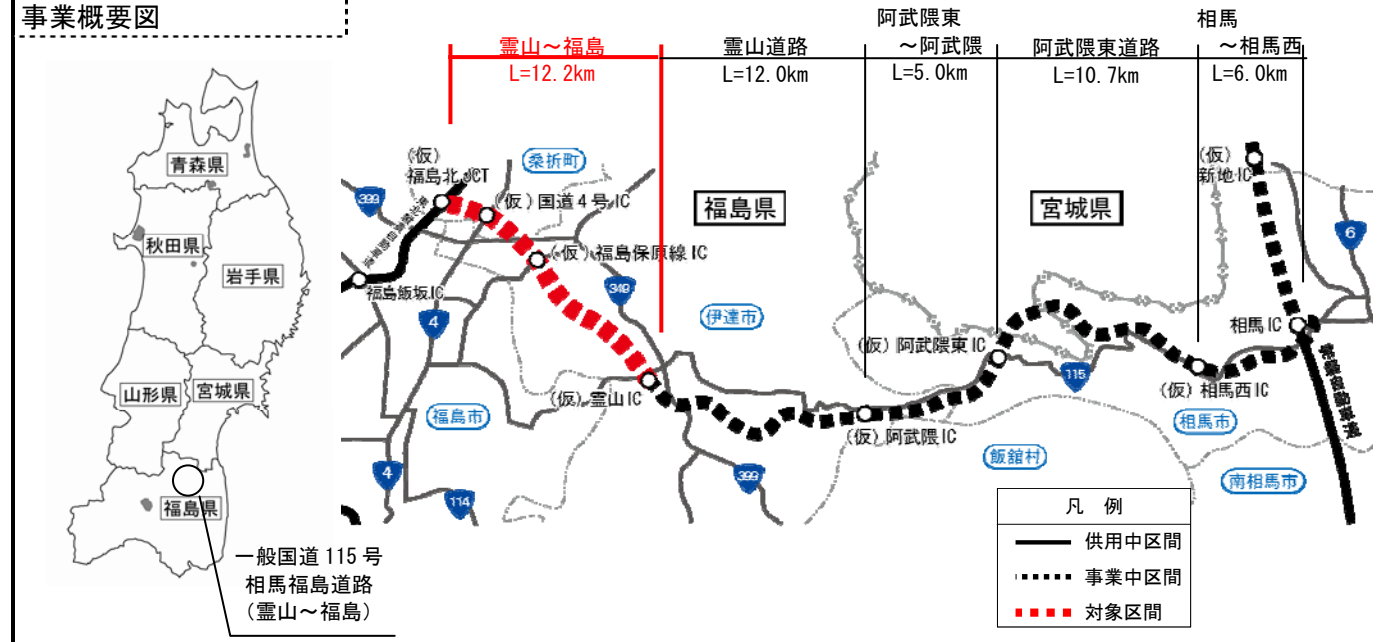 事業概要図
青森県
秋田県
岩手県
山形県
宮城県
福島県
一般国道115号
相馬福島道路
(霊山～福島)
霊山～福島
L=12.2km
霊山道路
L=12.0km
阿武隈東
～阿武隈
L=5.0km
阿武隈東道路
L=10.7km
相馬
～相馬西
L=6.0km
(仮)
福島北JCT
桑折町
(仮)国道4号IC
399
東北縦貫自動車道
福島県
宮城県
(仮)
新地IC
6
(仮)福島保原線IC
福島飯坂IC
349
4
伊達市
相馬IC
(仮)阿武隈東IC
115
(仮)霊山IC
(仮)相馬西IC
常磐自動車道
福島市
(仮)阿武隈IC
相馬市
飯舘村
4
114
399
南相馬市
凡例
供用中区間
事業中区間
対象区間